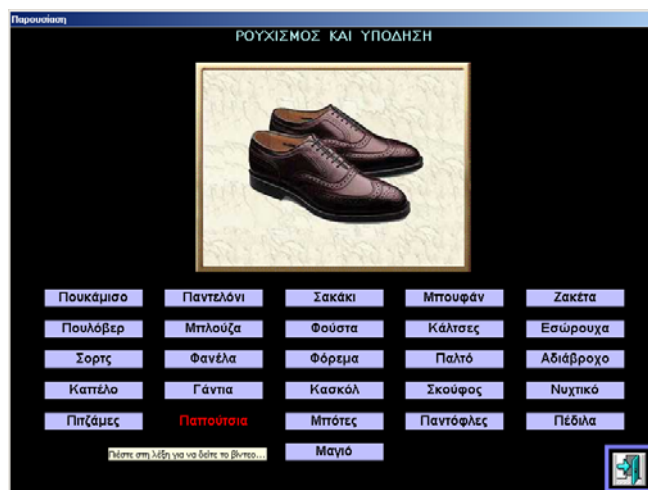 Παρουσίαση
ΡΟΥΧΙΣΜΟΣ ΚΑΙ ΥΠΟΔΗΣΗ
Πουκάμισο Παντελόνι Σακάκι Μπουφάν Ζακέτα
Πουλόβερ Μπλούζα Φούστα Κάλτσες Εσώρουχα
Σορτς Φανέλα Φόρεμα Παλτό Αδιάβροχο
Καπέλο Γάντια Κασκόλ Σκούφος Νυχτικό
Πιτζάμες Παπούτσια Μπότες Παντόφλες Πέδιλα
Πιέστε στη λέξη για να δείτε το βίντεο... Μαγιό